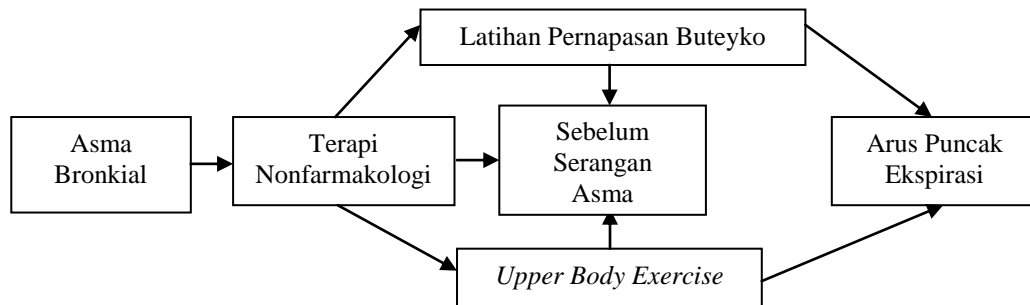 Latihan Pernapasan Buteyko
Asma
Bronkial
Terapi
Nonfarmakologi
Sebelum
Serangan
Asma
Arus Puncak
Ekspirasi
Upper Body Exercise